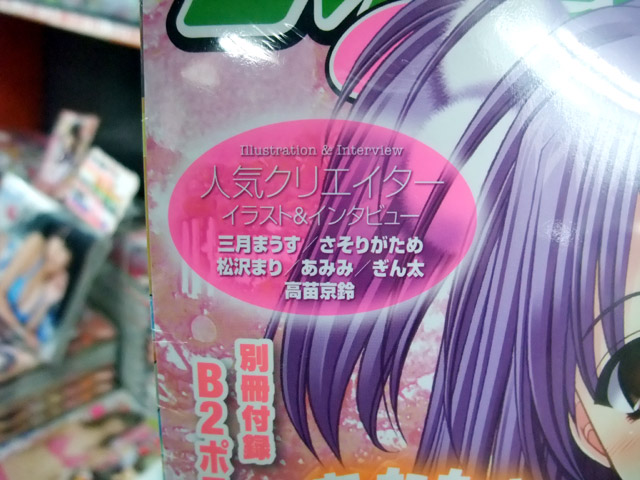 Illustration & Interview
人気クリエイター
イラスト&インタビュー
三月まうす/さそりがため
松沢まり/あみみ/ぎん太
高苗京鈴
別冊付録
B2ポ